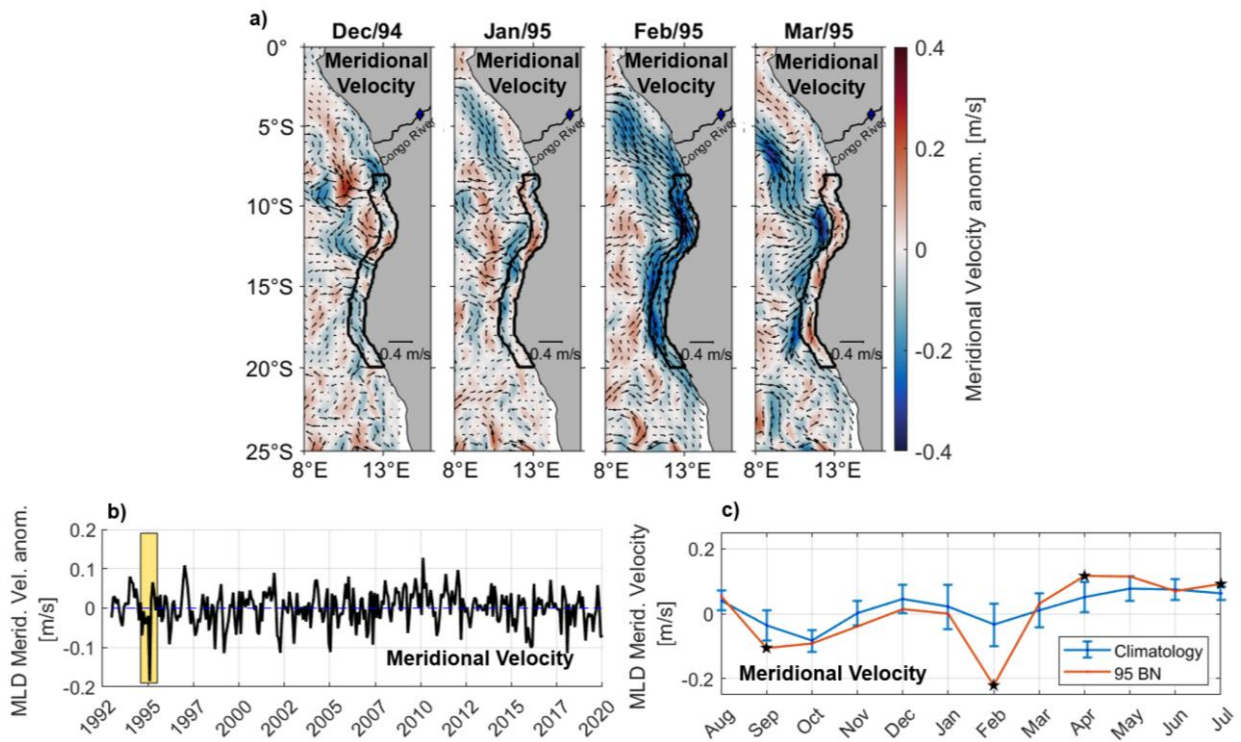 a)
Dec/94 Jan/95 Feb/95 Mar/95
0°
5°S
10°S
15°S
20°S
25°S
Meridional
Velocity
Congo River
0.4 m/s
8°E 13°E
Meridional
Velocity
Congo River
0.4 m/s
8°E 13°E
Meridional
Velocity
Congo River
0.4 m/s
8°E 13°E
Meridional
Velocity
Congo River
0.4 m/s
8°E 13°E
0.4
0.2
0
-0.2
-0.4
Meridional Velocity anom. [m/s]
b)
MLD Merid. Vel. anom.
[m/s]
0.2
0.1
0
-0.1
-0.2
Meridional Velocity
1992 1995 1997 2000 2002 2005 2007 2010 2012 2015 2017 2020
c)
MLD Merid. Velocity
[m/s]
0.2
0
-0.2
Meridional Velocity
Climatology
95 BN
Aug Sep Oct Nov Dec Jan Feb Mar Apr May Jun Jul